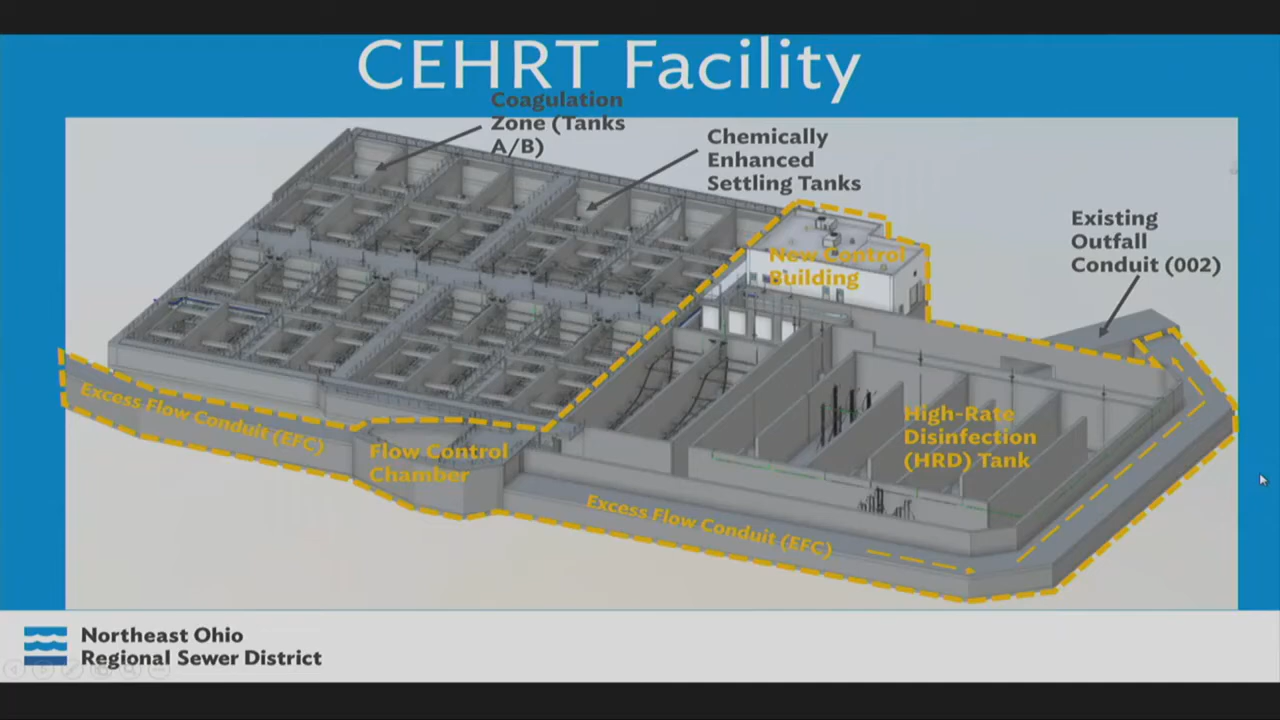 CEHRT Facility
Coagulation
Zone (Tanks
A/B)
Chemically
Enhanced
Settling Tanks
Existing
Outfall
Conduit (002)
New Control
Building
Excess Flow Conduit (EFC)
Flow Control
Chamber
High-Rate
Disinfection
(HRD) Tank
Excess Flow Conduit (EFC)
Northeast Ohio
Regional Sewer District